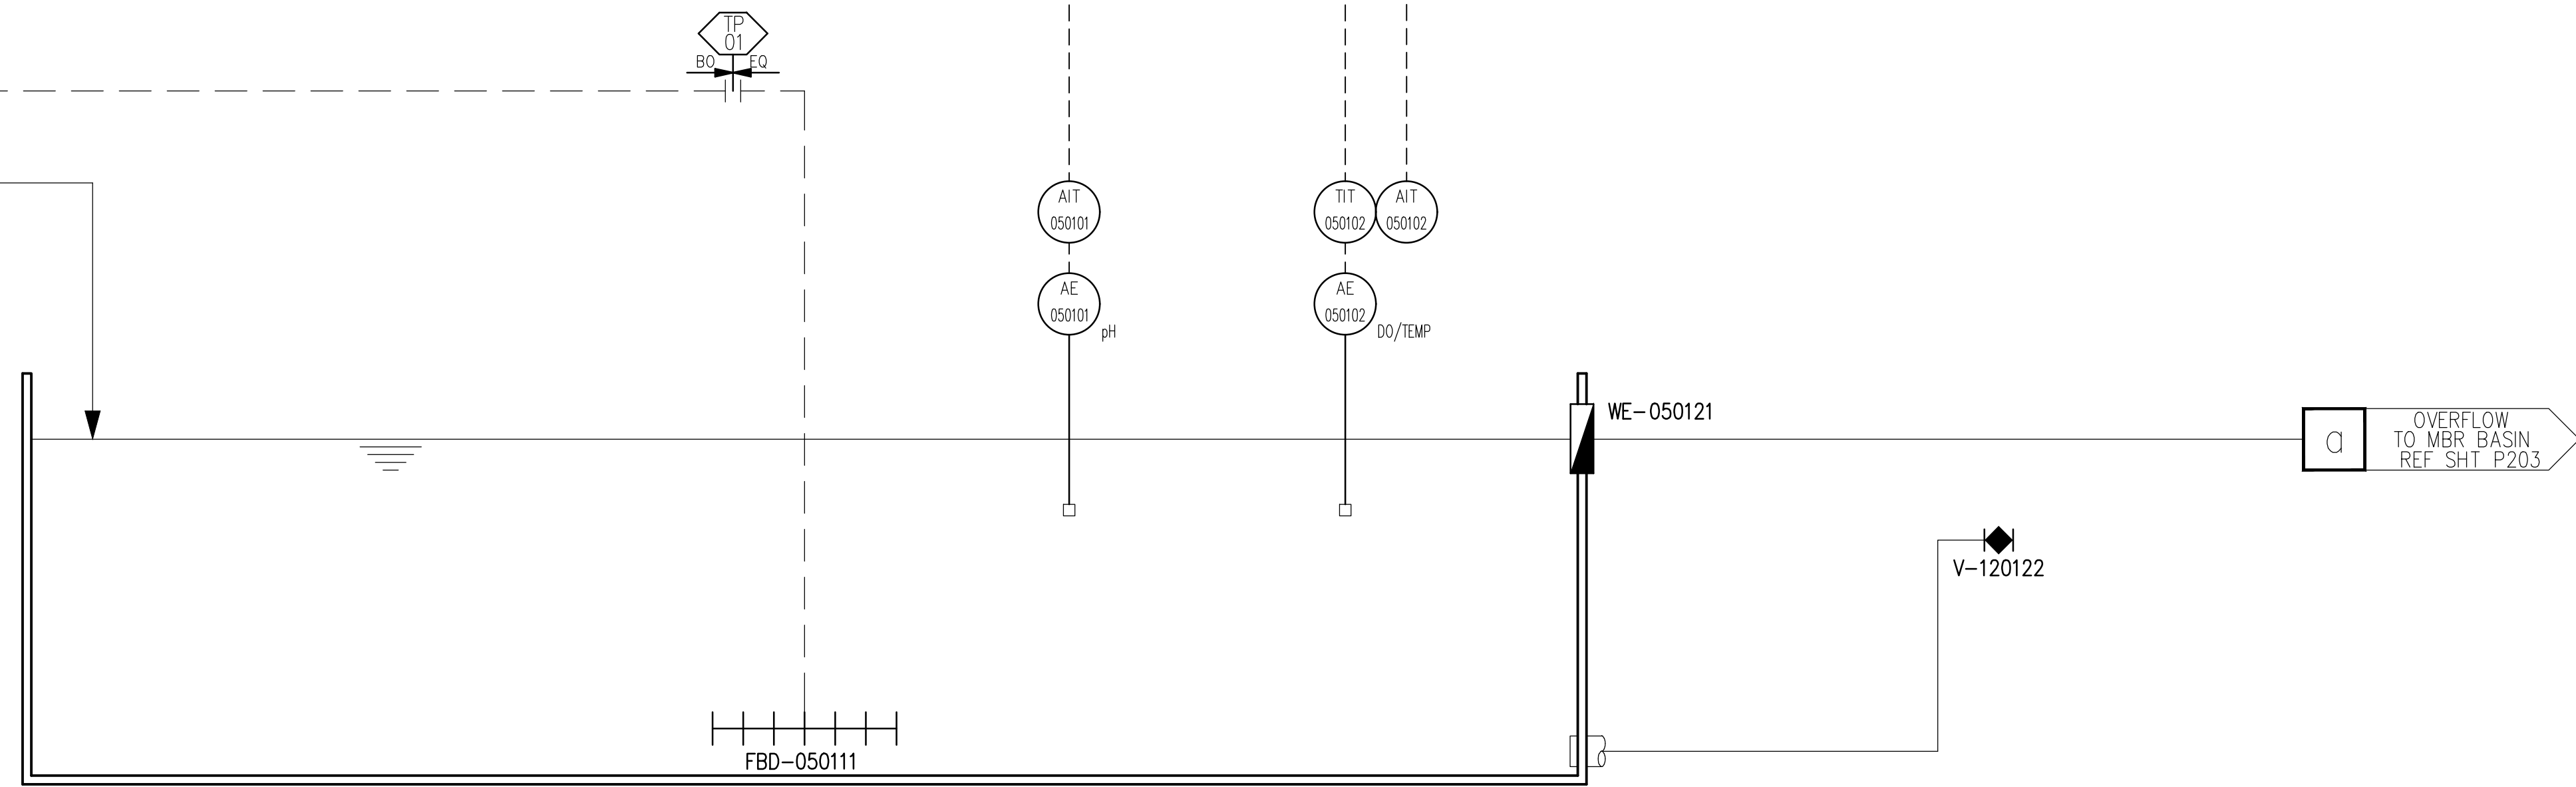 TP
01
BO EQ
AIT
050101
TIT
050102
AIT
050102
AE
050101
pH
AE
050102
DO/TEMP
WE-050121
a
OVERFLOW
TO MBR BASIN
REF SHT P203
V-120122
FBD-050111